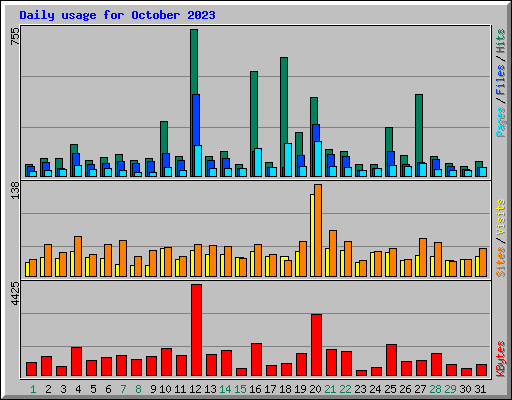 Daily usage for October 2023
755
Pages / Files / Hits
138
Sites / Visits
4425
KBytes
1 2 3 4 5 6 7 8 9 10 11 12 13 14 15 16 17 18 19 20 21 22 23 24 25 26 27 28 29 30 31